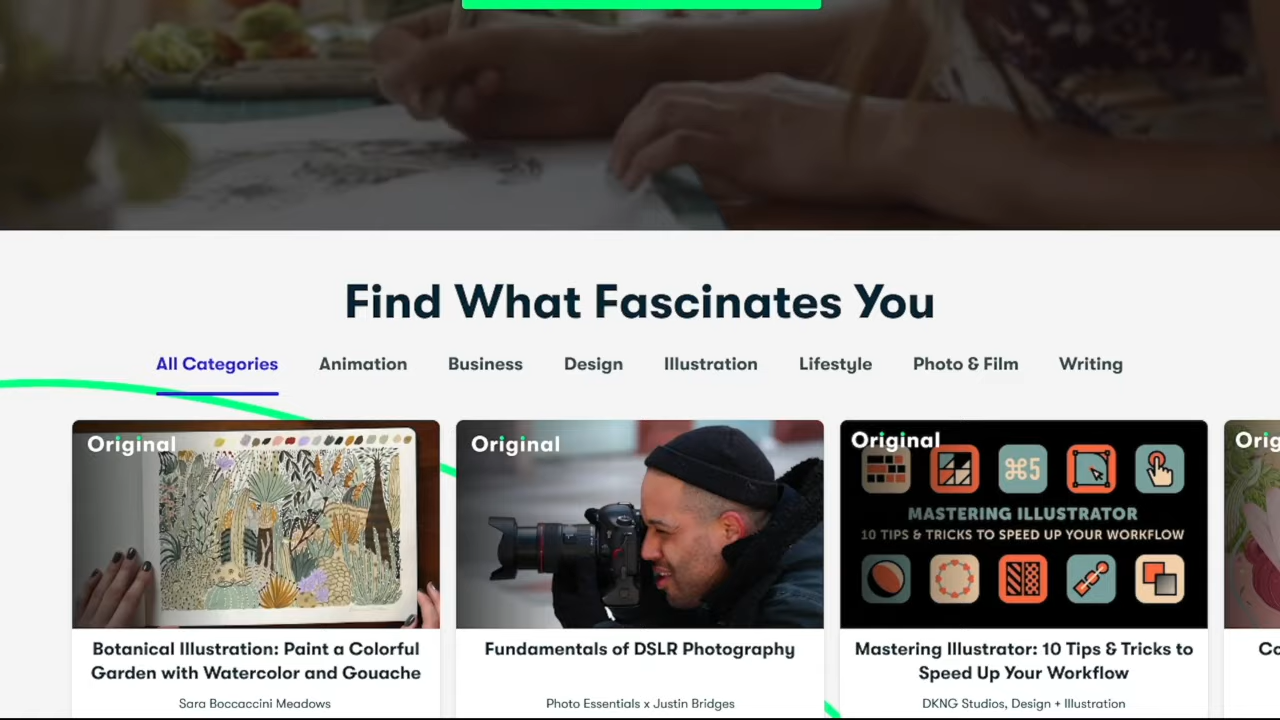 Find What Fascinates You
All Categories Animation Business Design Illustration Lifestyle Photo & Film Writing
Original
Original
Original
MASTERING ILLUSTRATOR
10 TIPS & TRICKS TO SPEED UP YOUR WORKFLOW
⌘5
Botanical Illustration: Paint a Colorful
Garden with Watercolor and Gouache
Sara Boccaccini Meadows
Fundamentals of DSLR Photography
Photo Essentials x Justin Bridges
Mastering Illustrator: 10 Tips & Tricks to
Speed Up Your Workflow
DKNG Studios, Design + Illustration